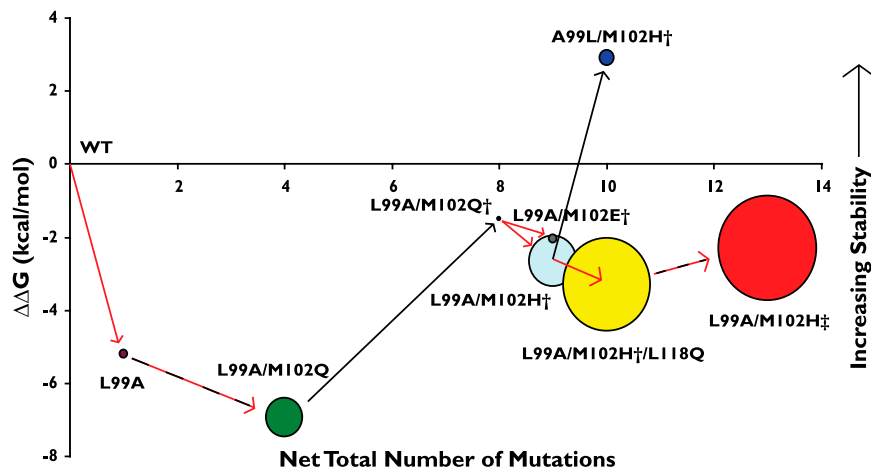 4
A99L/M102H†
2
WT
0
2
4
6
8
10
12
14
L99A/M102Q†
L99A/M102E†
-2
ΔΔG (kcal/mol)
Increasing Stability
L99A/M102H†
-4
L99A/M102H‡
L99A/M102H†/L118Q
L99A
L99A/M102Q
-6
-8
Net Total Number of Mutations